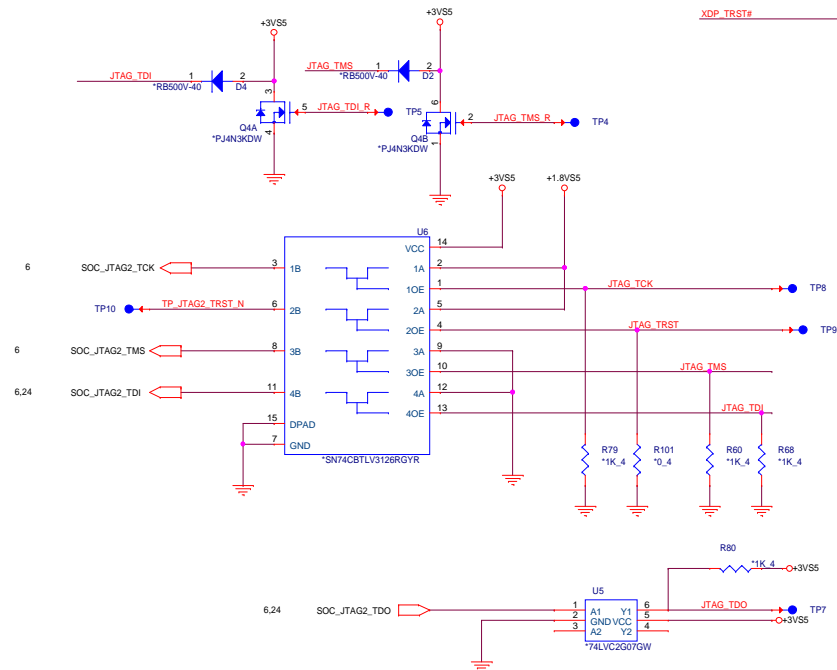 +3VS5 +3VS5 XDP_TRST#
JTAG_TDI 1 2 JTAG_TMS 1 2
*RB500V-40 D4 *RB500V-40 D2
3 6
5 JTAG_TDI_R TP5 2 JTAG_TMS_R TP4
Q4A 4 Q4B 1
*PJ4N3KDW *PJ4N3KDW
+3VS5 +1.8VS5
U6
VCC 14
6 SOC_JTAG2_TCK 3 1B 1A 2
1OE 1 JTAG_TCK TP8
TP10 TP_JTAG2_TRST_N 6 2B 2A 5
2OE 4 JTAG_TRST TP9
6 SOC_JTAG2_TMS 8 3B 3A 9
3OE 10 JTAG_TMS
6,24 SOC_JTAG2_TDI 11 4B 4A 12
4OE 13 JTAG_TDI
15 DPAD
7 GND
*SN74CBTLV3126RGYR
R79 R101 R60 R68
*1K_4 *0_4 *1K_4 *1K_4
R80
*1K_4 +3VS5
U5
6,24 SOC_JTAG2_TDO 1 A1 Y1 6 JTAG_TDO TP7
2 GND VCC 5 +3VS5
3 A2 Y2 4
*74LVC2G07GW